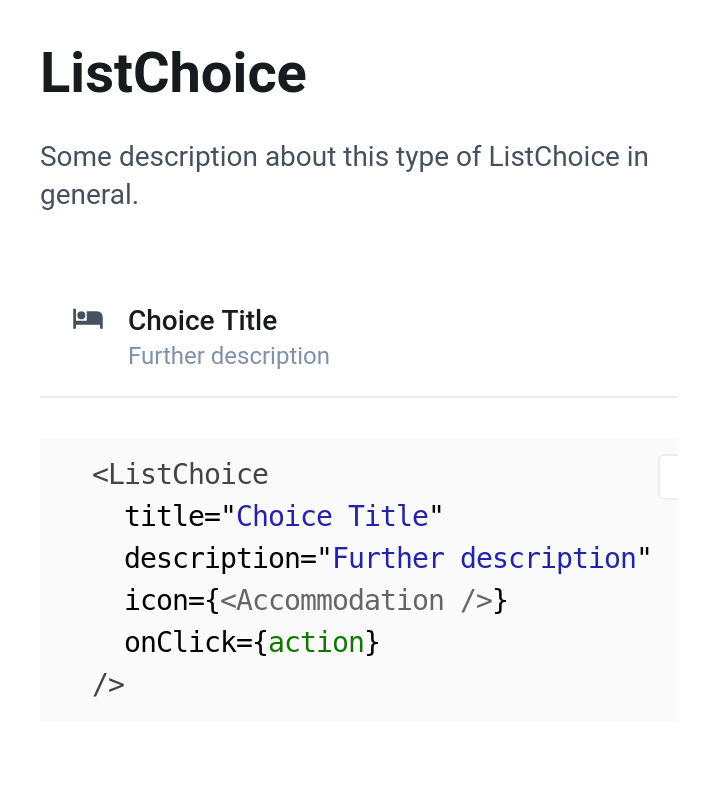 ListChoice
Some description about this type of ListChoice in
general.
Choice Title
Further description
<ListChoice
title="Choice Title"
description="Further description"
icon={<Accommodation />}
onClick={action}
/>